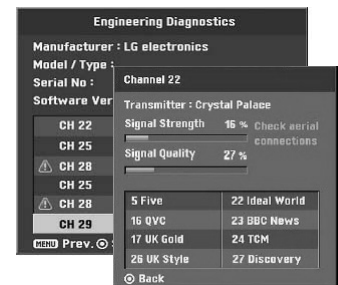 Engineering Diagnostics
Manufacturer : LG electronics
Model / Type :
Serial No :
Software Ver
CH 22
CH 25
CH 28
CH 25
CH 28
CH 29
MENU Prev.
Channel 22
Transmitter : Crystal Palace
Signal Strength 16 % Check aerial
connections
Signal Quality 27 %
5 Five 22 Ideal World
16 QVC 23 BBC News
17 UK Gold 24 TCM
26 UK Style 27 Discovery
Back